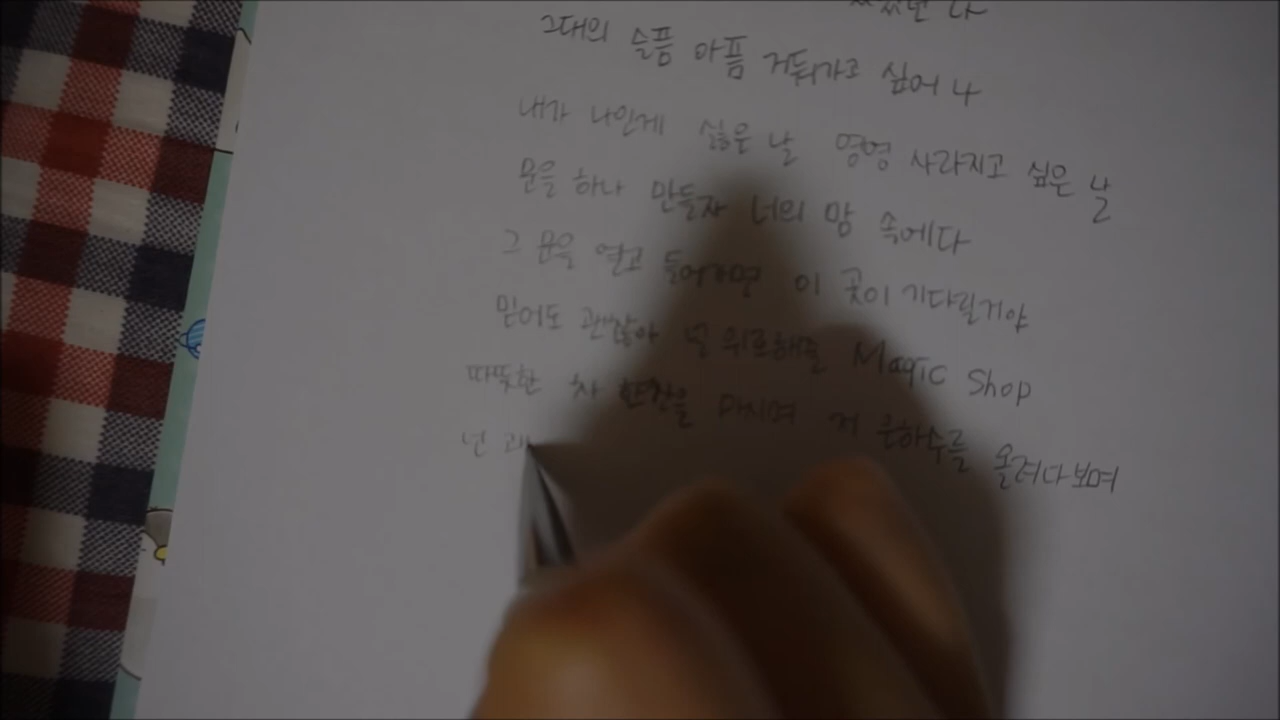 그대의 슬픔 아픔 거둬가고 싶어 나
내가 나인게 싫은 날 영영 사라지고 싶은 날
문을 하나 만들자 너의 맘 속에다
그 문을 열고 들어가면 이 곳이 기다릴거야
믿어도 괜찮아 널 위로해줄 Magic Shop
따뜻한 차 한잔을 마시며 저 은하수를 올려다보며
넌 괘